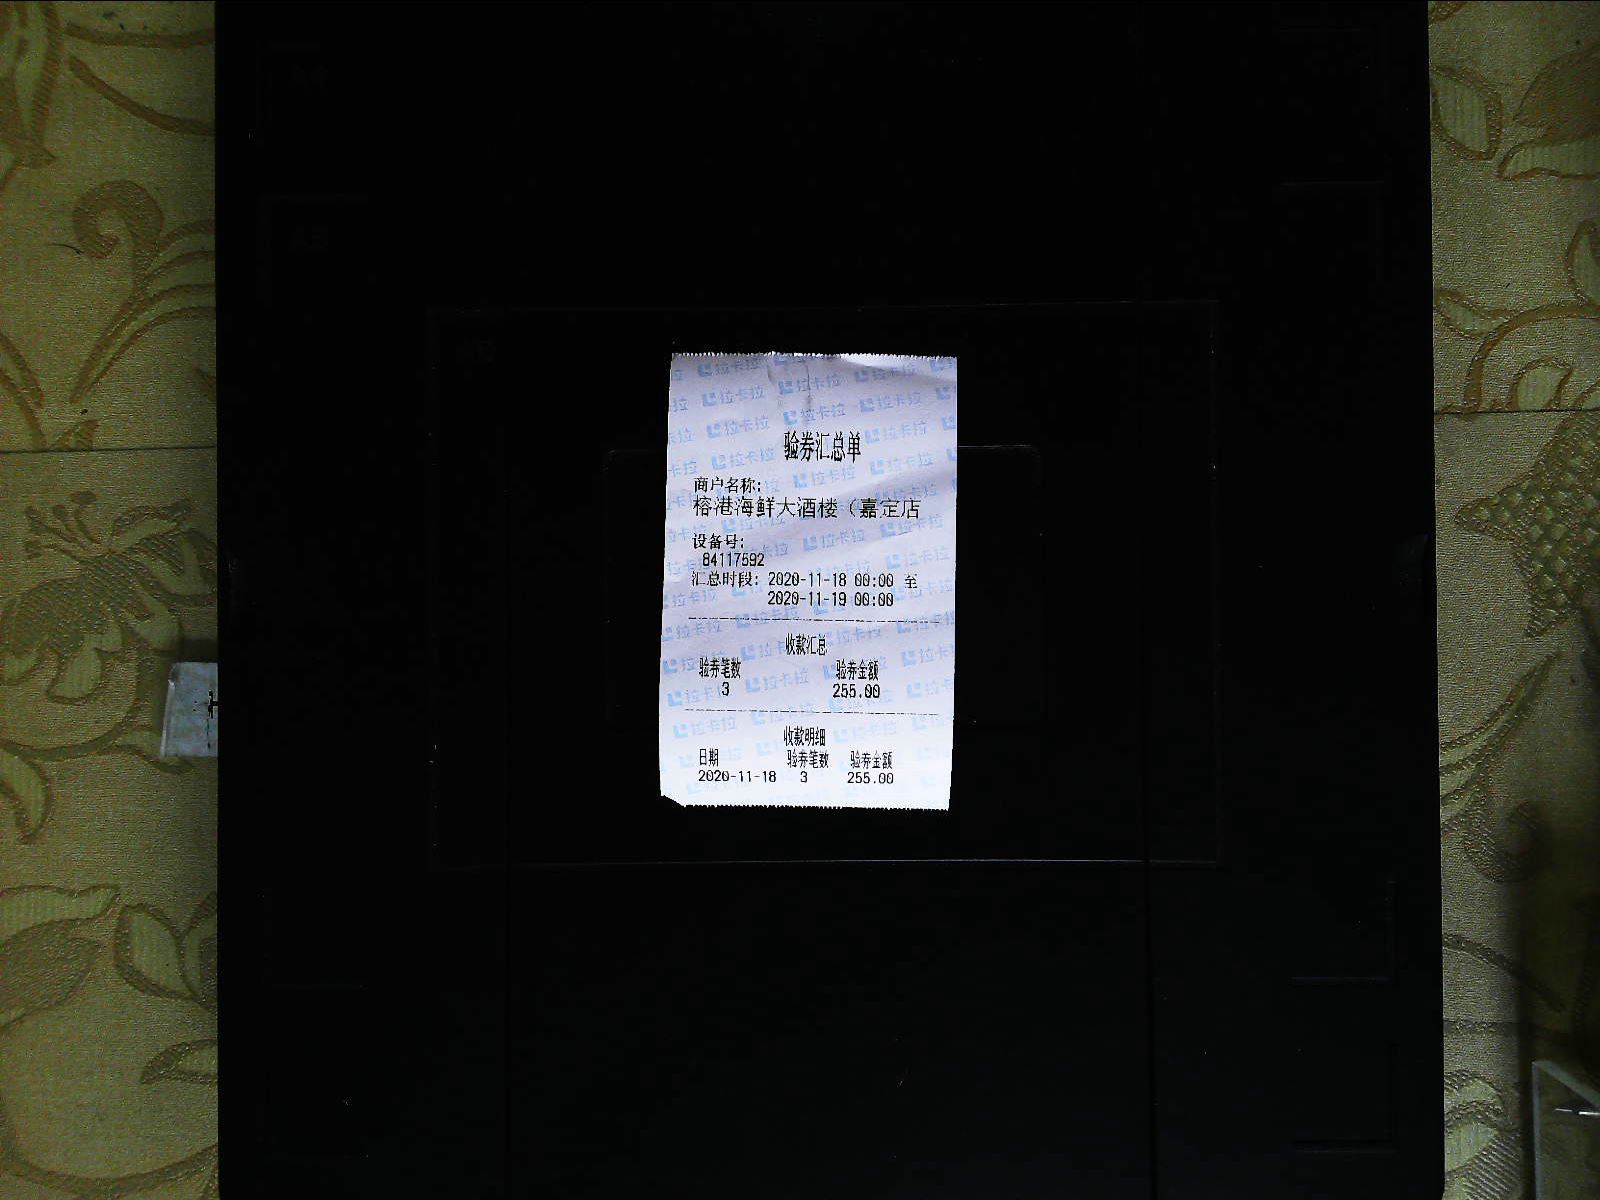 验券汇总单
商户名称:
榕港海鲜大酒楼（嘉定店
设备号:
84117592
汇总时段: 2020-11-18 00:00 至
2020-11-19 00:00
收款汇总
验券笔数 验券金额
3 255.00
收款明细
日期 验券笔数 验券金额
2020-11-18 3 255.00
拉卡拉